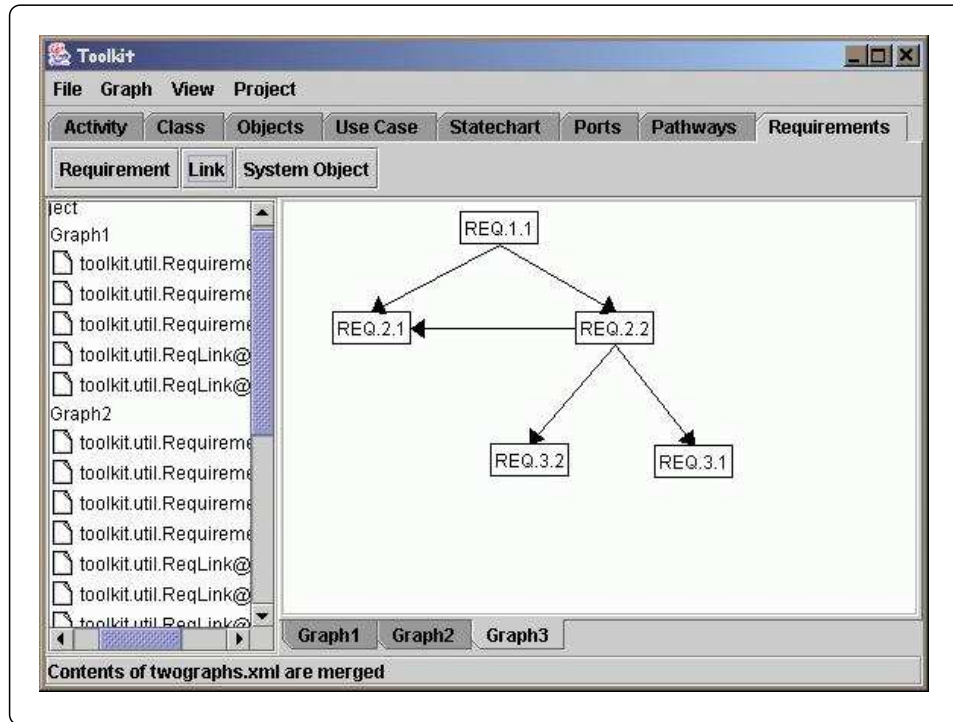 Toolkit
File Graph View Project
Activity Class Objects Use Case Statechart Ports Pathways Requirements
Requirement Link System Object
ject
Graph1
toolkit.util.Requireme
toolkit.util.Requireme
toolkit.util.Requireme
toolkit.util.ReqLink@
toolkit.util.ReqLink@
Graph2
toolkit.util.Requireme
toolkit.util.Requireme
toolkit.util.Requireme
toolkit.util.Requireme
toolkit.util.ReqLink@
toolkit.util.ReqLink@
toolkit.util.ReqLink@
REQ.1.1
REQ.2.1 REQ.2.2
REQ.3.2 REQ.3.1
Graph1 Graph2 Graph3
Contents of twographs.xml are merged